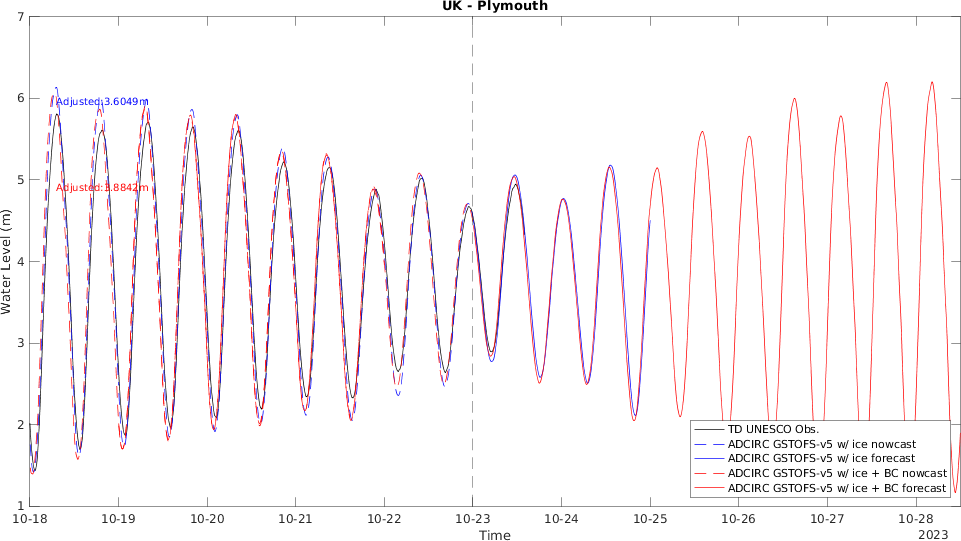 UK - Plymouth
7
6
5
4
3
2
1
Water Level (m)
Adjusted:3.6049m
Adjusted:3.8842m
TD UNESCO Obs.
ADCIRC GSTOFS-v5 w/ ice nowcast
ADCIRC GSTOFS-v5 w/ ice forecast
ADCIRC GSTOFS-v5 w/ ice + BC nowcast
ADCIRC GSTOFS-v5 w/ ice + BC forecast
10-18 10-19 10-20 10-21 10-22 10-23 10-24 10-25 10-26 10-27 10-28
Time
2023